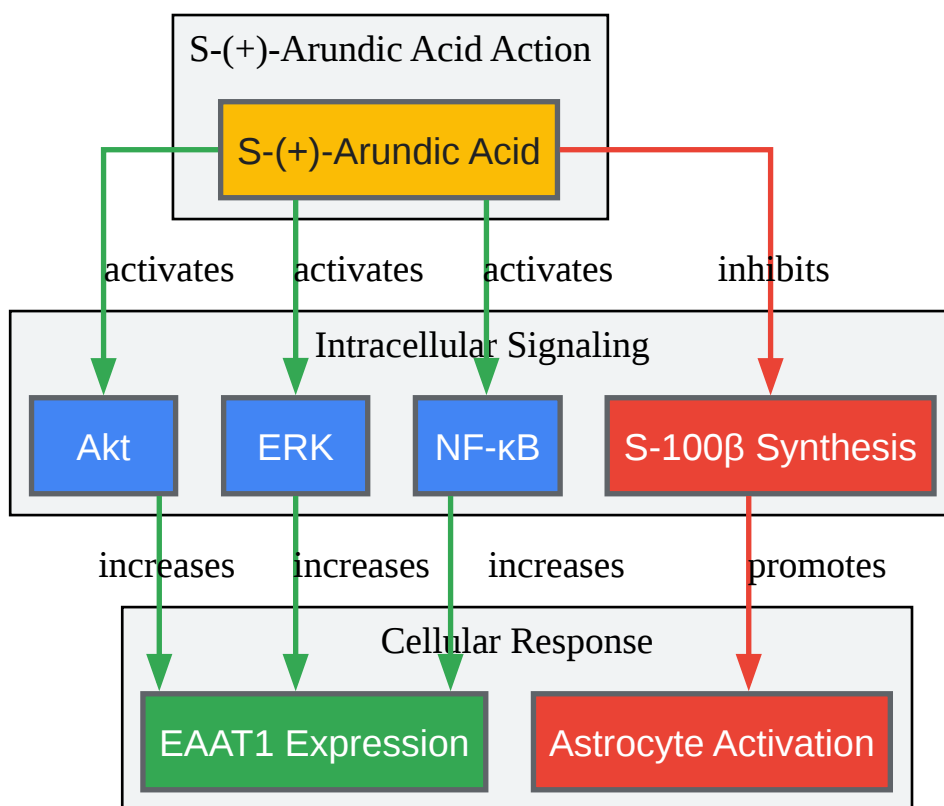 S-(+)-Arundic Acid Action
S-(+)-Arundic Acid
activates
activates
activates
inhibits
Intracellular Signaling
Akt
ERK
NF-κB
S-100β Synthesis
increases
increases
increases
promotes
Cellular Response
EAAT1 Expression
Astrocyte Activation